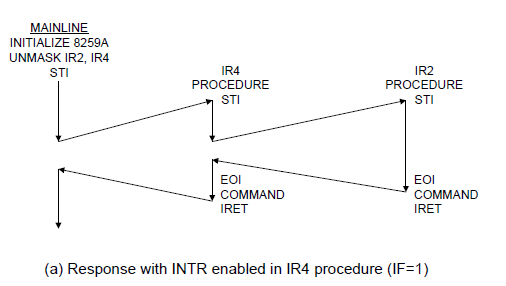 MAINLINE
INITIALIZE 8259A
UNMASK IR2, IR4
STI
IR4
PROCEDURE
STI
IR2
PROCEDURE
STI
EOI
COMMAND
IRET
EOI
COMMAND
IRET
(a) Response with INTR enabled in IR4 procedure (IF=1)